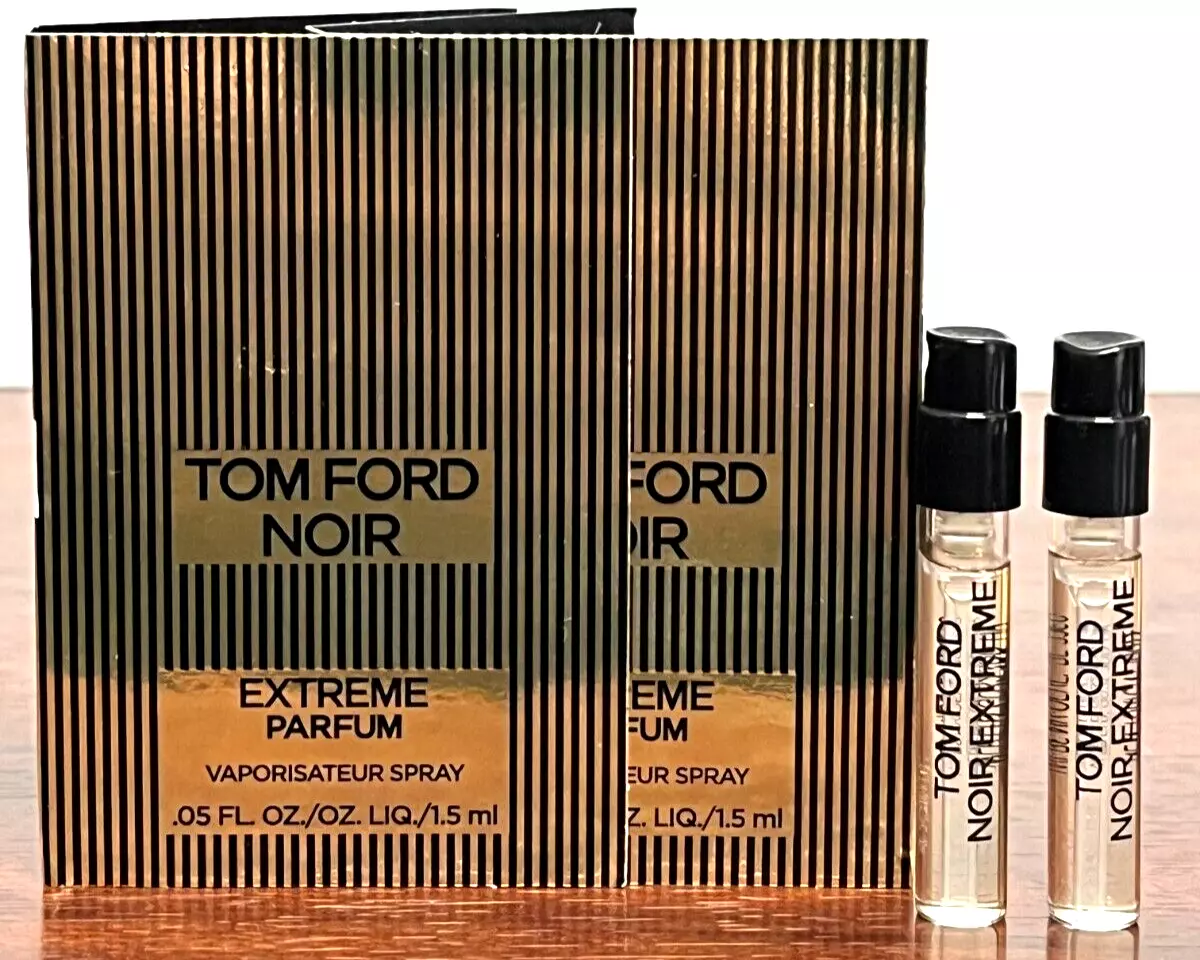 TOM FORD
NOIR
EXTREME
PARFUM
VAPORISATEUR SPRAY
.05 FL. OZ./OZ. LIQ./1.5 ml
FORD
IR
EME
FUM
EUR SPRAY
Z. LIQ./1.5 ml
TOM FORD
NOIR EXTREME
TOM FORD
NOIR EXTREME